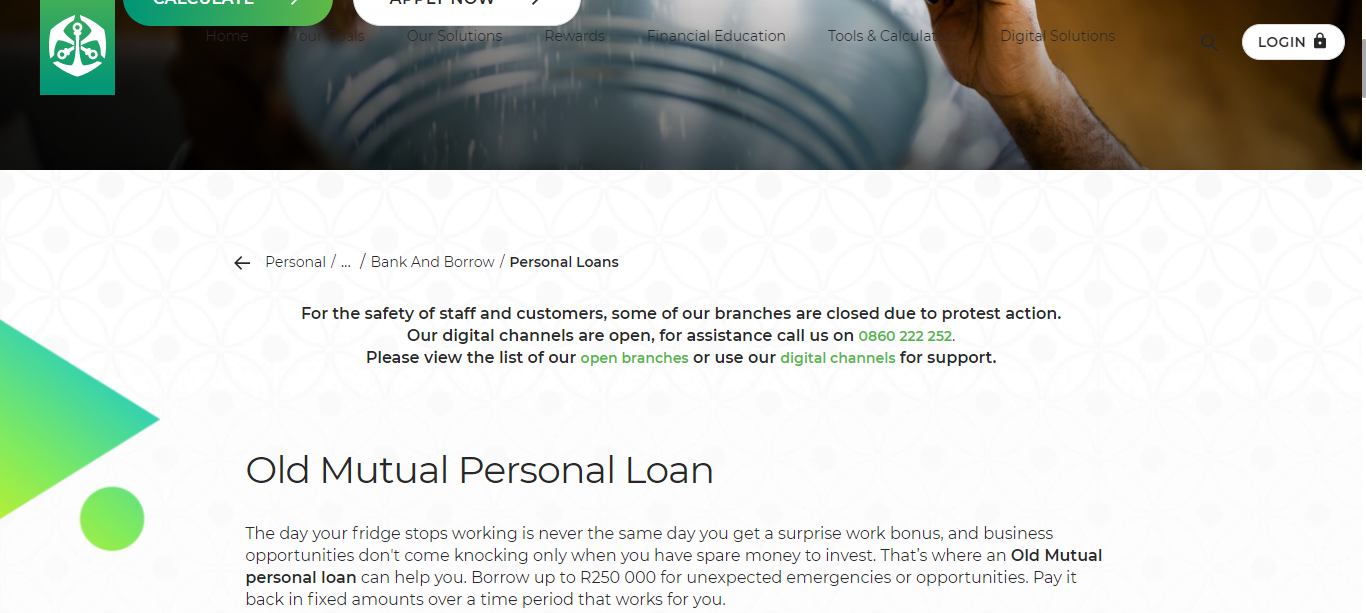 CALCULATE
APPLY NOW
Home Your Goals Our Solutions Rewards Financial Education Tools & Calculators Digital Solutions
LOGIN
Personal / ... / Bank And Borrow / Personal Loans
For the safety of staff and customers, some of our branches are closed due to protest action.
Our digital channels are open, for assistance call us on 0860 222 252.
Please view the list of our open branches or use our digital channels for support.
Old Mutual Personal Loan
The day your fridge stops working is never the same day you get a surprise work bonus, and business
opportunities don't come knocking only when you have spare money to invest. That’s where an Old Mutual
personal loan can help you. Borrow up to R250 000 for unexpected emergencies or opportunities. Pay it
back in fixed amounts over a time period that works for you.